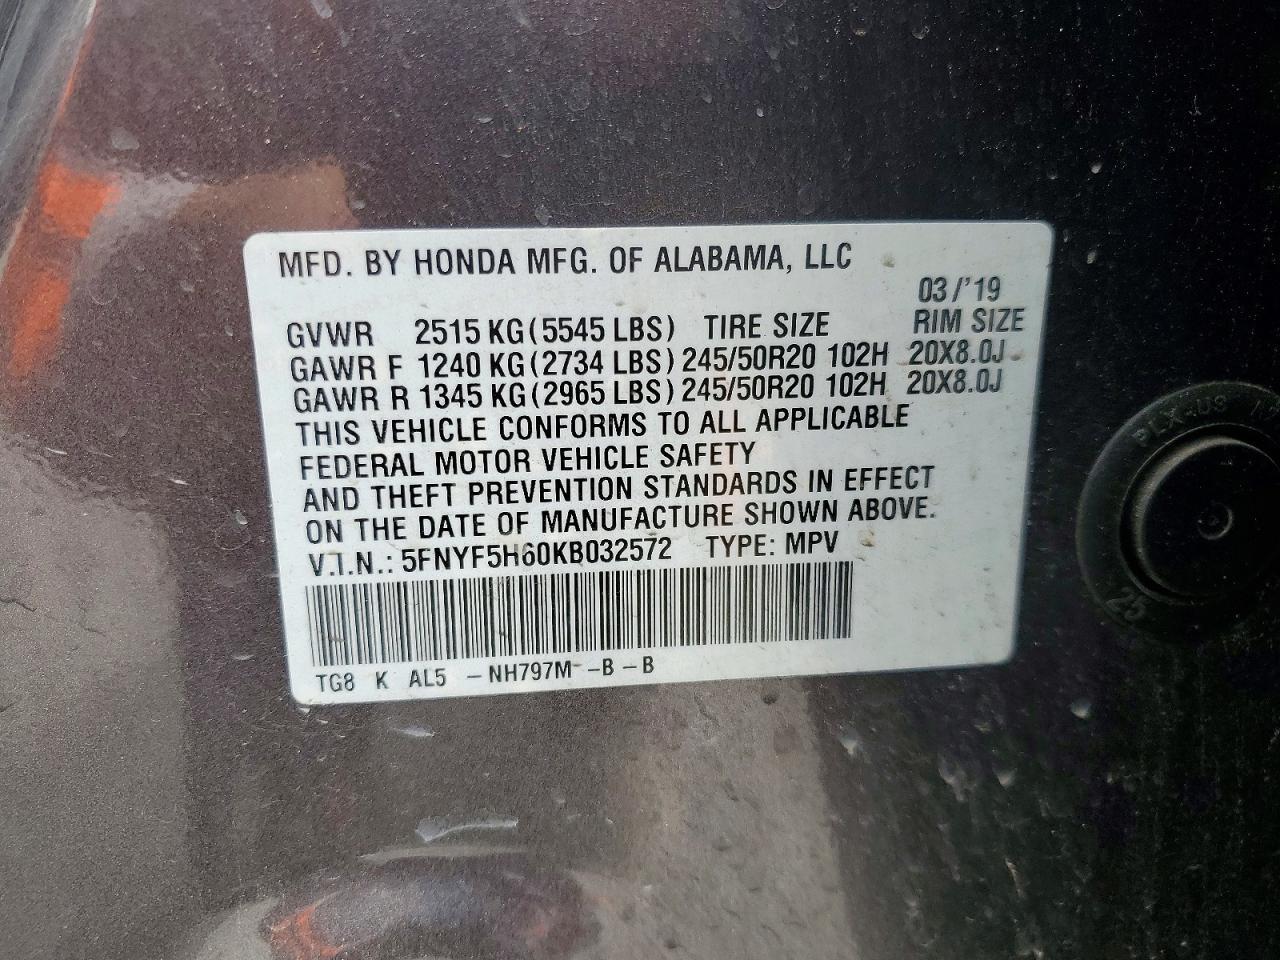 MFD. BY HONDA MFG. OF ALABAMA, LLC
03/'19
GVWR 2515 KG (5545 LBS) TIRE SIZE RIM SIZE
GAWR F 1240 KG (2734 LBS) 245/50R20 102H 20X8.0J
GAWR R 1345 KG (2965 LBS) 245/50R20 102H 20X8.0J
THIS VEHICLE CONFORMS TO ALL APPLICABLE
FEDERAL MOTOR VEHICLE SAFETY
AND THEFT PREVENTION STANDARDS IN EFFECT
ON THE DATE OF MANUFACTURE SHOWN ABOVE.
V.I.N.: 5FNYF5H60KB032572 TYPE: MPV
TG8 K AL5 -NH797M -B -B
PLX-US
25